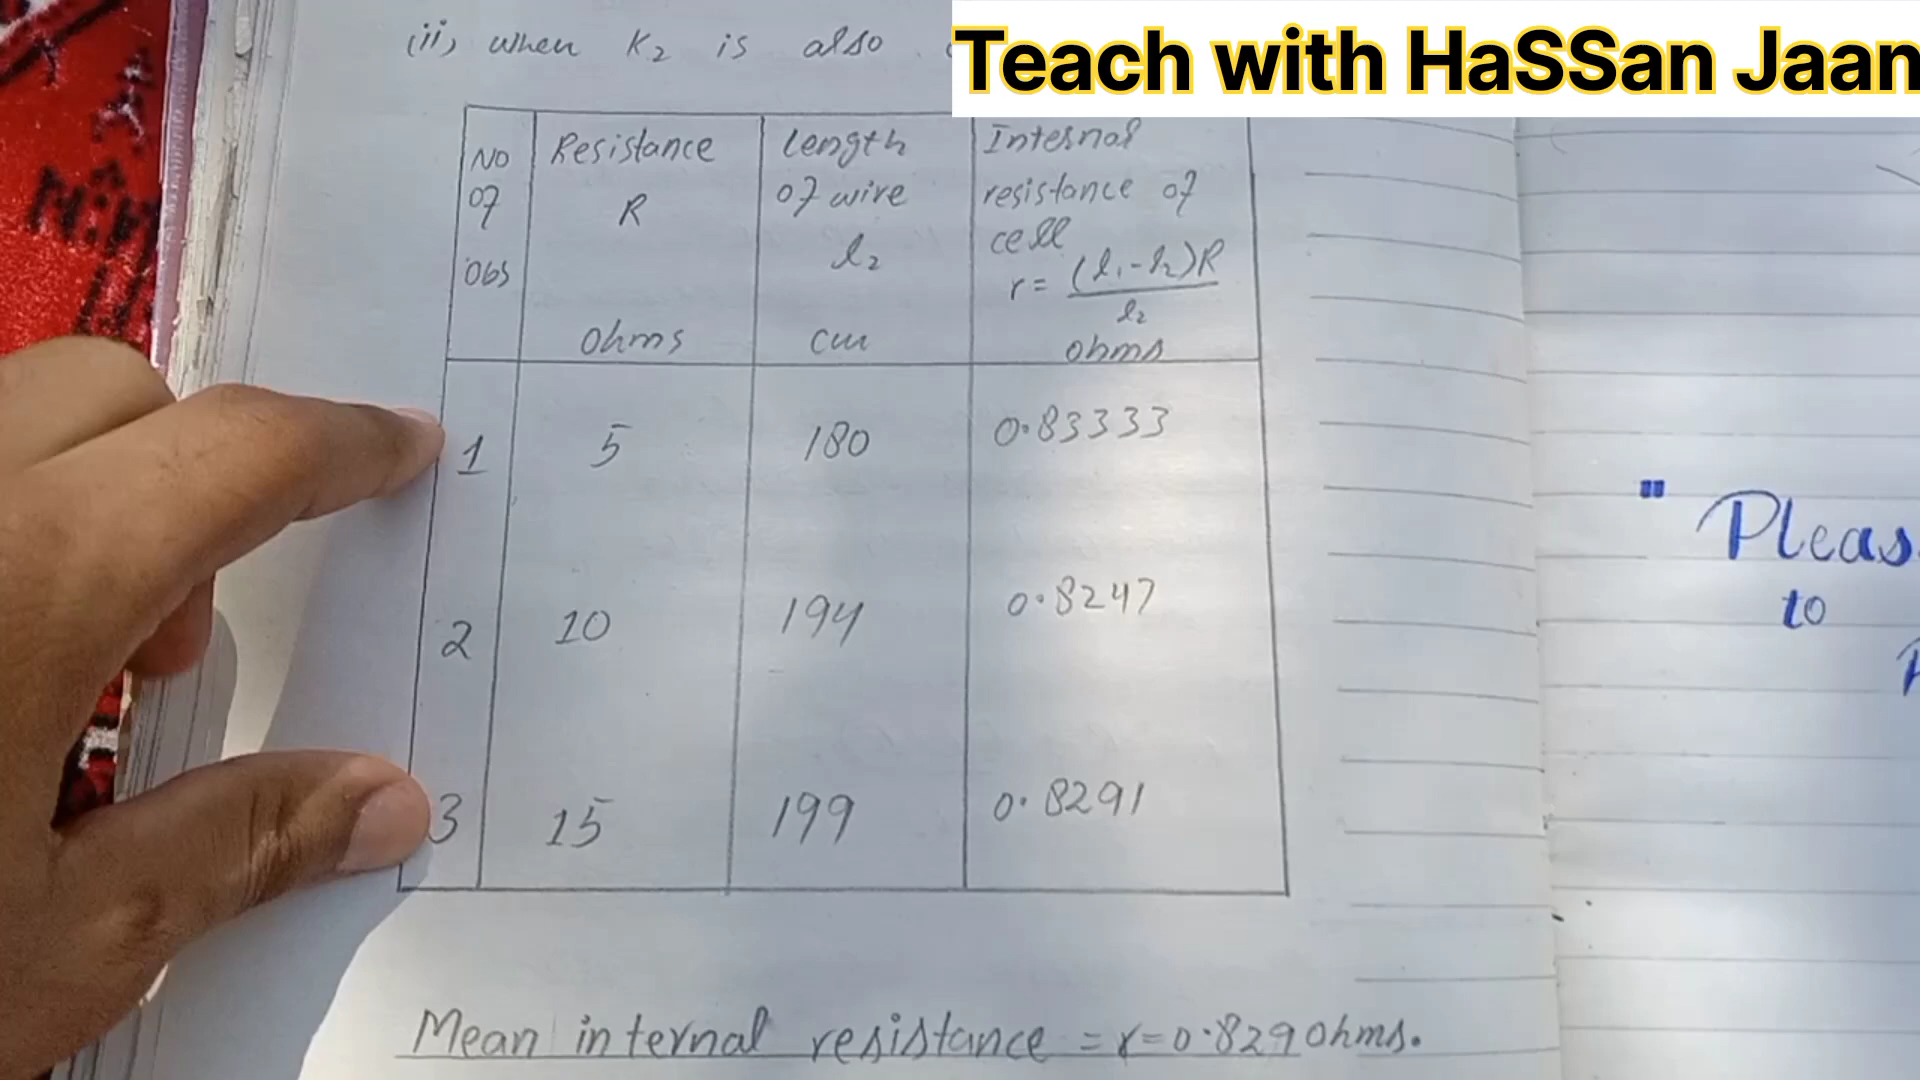 (ii) when K2 is also
Teach with HaSSan Jaan
No of obs
Resistance R ohms
Length of wire l2 cm
Internal resistance of cell r = (l1-l2)R / l2 ohms
1 5 180 0.83333
2 10 194 0.8247
3 15 199 0.8291
Mean internal resistance = r = 0.829 ohms.
" Pleas
to